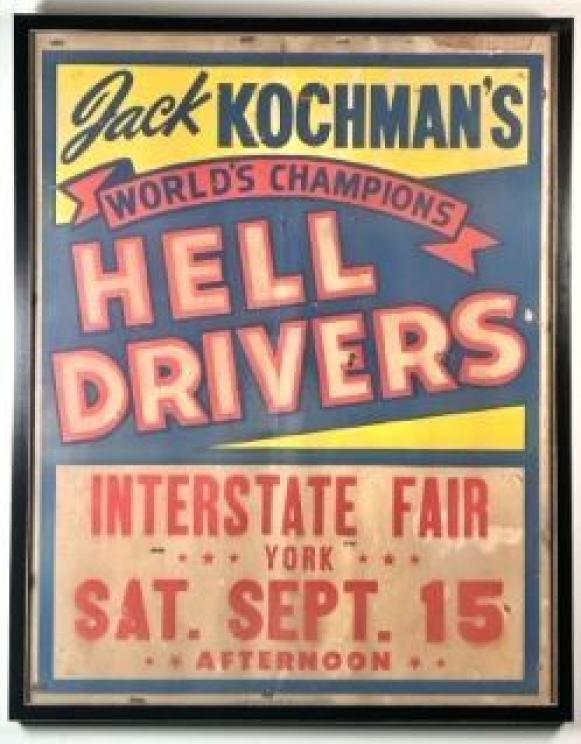 Jack KOCHMAN'S
WORLD'S CHAMPIONS
HELL
DRIVERS
INTERSTATE FAIR
YORK
SAT. SEPT. 15
AFTERNOON